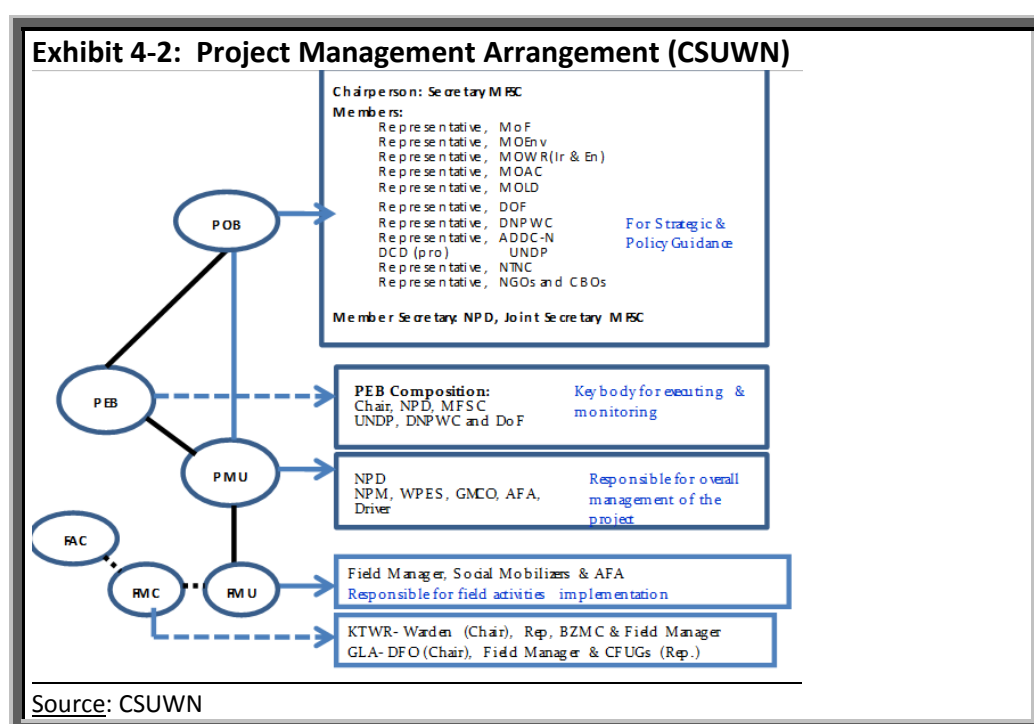 Exhibit 4-2: Project Management Arrangement (CSUWN)
Chairperson: Secretary MFSC
Members:
Representative, MoF
Representative, MOEnv
Representative, MOWR(Ir & En)
Representative, MOAC
Representative, MOLD
Representative, DOF
Representative, DNPWC
Representative, ADDC-N
DCD (pro) UNDP
Representative, NTNC
Representative, NGOs and CBOs
For Strategic &
Policy Guidance
Member Secretary: NPD, Joint Secretary MFSC
POB
PEB
PEB Composition:
Chair, NPD, MFSC
UNDP, DNPWC and DoF
Key body for executing &
monitoring
PMU
NPD
NPM, WPES, GMCO, AFA,
Driver
Responsible for overall
management of the
project
FAC
FMC
FMU
Field Manager, Social Mobilizers & AFA
Responsible for field activities implementation
KTWR- Warden (Chair), Rep, BZMC & Field Manager
GLA- DFO (Chair), Field Manager & CFUGs (Rep.)
Source: CSUWN